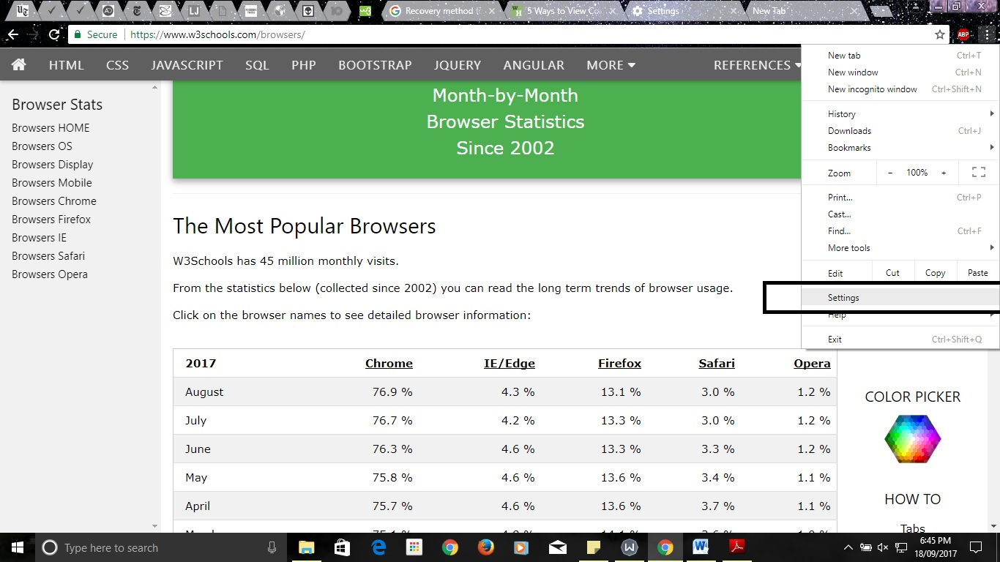 Recovery method f
5 Ways to View Co
Settings
New Tab
Secure
https://www.w3schools.com/browsers/
ABP
HTML CSS JAVASCRIPT SQL PHP BOOTSTRAP JQUERY ANGULAR MORE REFERENCES
Browser Stats
Browsers HOME
Browsers OS
Browsers Display
Browsers Mobile
Browsers Chrome
Browsers Firefox
Browsers IE
Browsers Safari
Browsers Opera
Month-by-Month
Browser Statistics
Since 2002
The Most Popular Browsers
W3Schools has 45 million monthly visits.
From the statistics below (collected since 2002) you can read the long term trends of browser usage.
Click on the browser names to see detailed browser information:
2017 Chrome IE/Edge Firefox Safari Opera
August 76.9 % 4.3 % 13.1 % 3.0 % 1.2 %
July 76.7 % 4.2 % 13.3 % 3.0 % 1.2 %
June 76.3 % 4.6 % 13.3 % 3.3 % 1.2 %
May 75.8 % 4.6 % 13.6 % 3.4 % 1.1 %
April 75.7 % 4.6 % 13.6 % 3.7 % 1.1 %
New tab Ctrl+T
New window Ctrl+N
New incognito window Ctrl+Shift+N
History
Downloads Ctrl+J
Bookmarks
Zoom − 100% +
Print... Ctrl+P
Cast...
Find... Ctrl+F
More tools
Edit Cut Copy Paste
Settings
Help
Exit Ctrl+Shift+Q
COLOR PICKER
HOW TO
Tabs
Type here to search
6:45 PM
18/09/2017